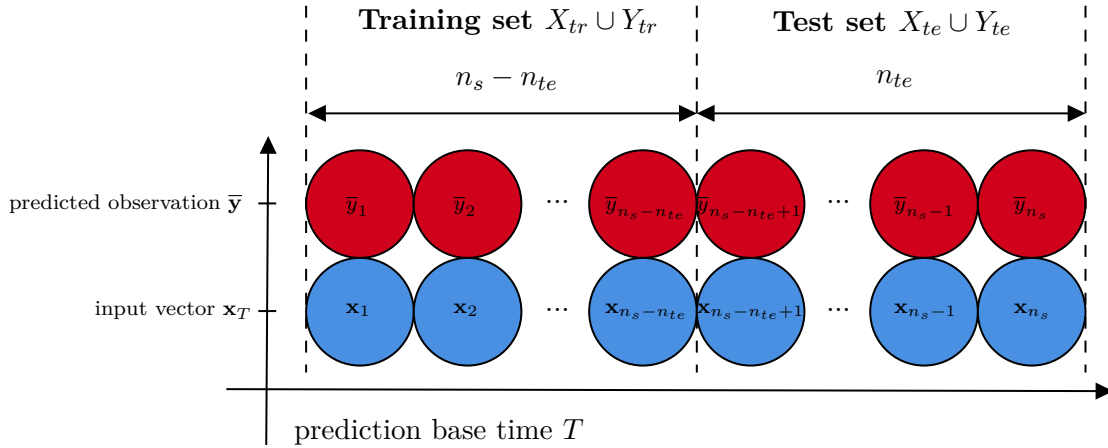 Training set $X_{tr} \cup Y_{tr}$ Test set $X_{te} \cup Y_{te}$
$n_s - n_{te}$ $n_{te}$
predicted observation $\overline{\mathbf{y}}$ $\overline{y}_1$ $\overline{y}_2$ ... $\overline{y}_{n_s-n_{te}}$ $\overline{y}_{n_s-n_{te}+1}$ ... $\overline{y}_{n_s-1}$ $\overline{y}_{n_s}$
input vector $\mathbf{x}_T$ $\mathbf{x}_1$ $\mathbf{x}_2$ ... $\mathbf{x}_{n_s-n_{te}}$ $\mathbf{x}_{n_s-n_{te}+1}$ ... $\mathbf{x}_{n_s-1}$ $\mathbf{x}_{n_s}$
prediction base time $T$